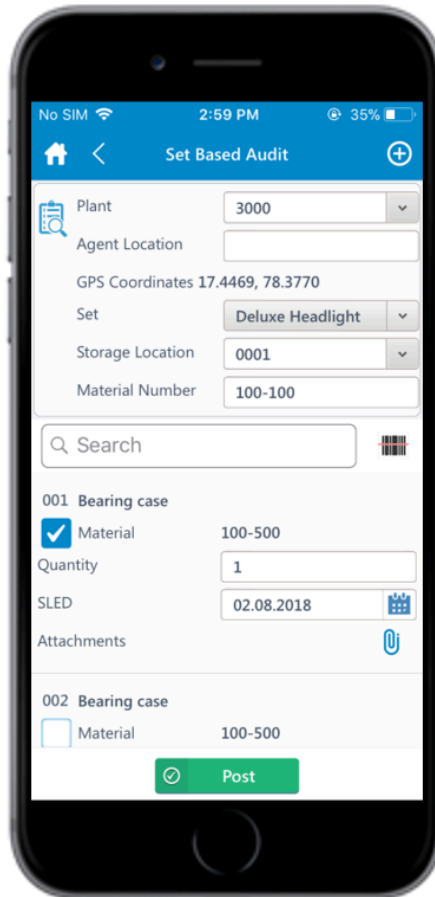 No SIM 2:59 PM 35%
Set Based Audit
Plant 3000
Agent Location
GPS Coordinates 17.4469, 78.3770
Set Deluxe Headlight
Storage Location 0001
Material Number 100-100
Search
001 Bearing case
Material 100-500
Quantity 1
SLED 02.08.2018
Attachments
002 Bearing case
Material 100-500
Post